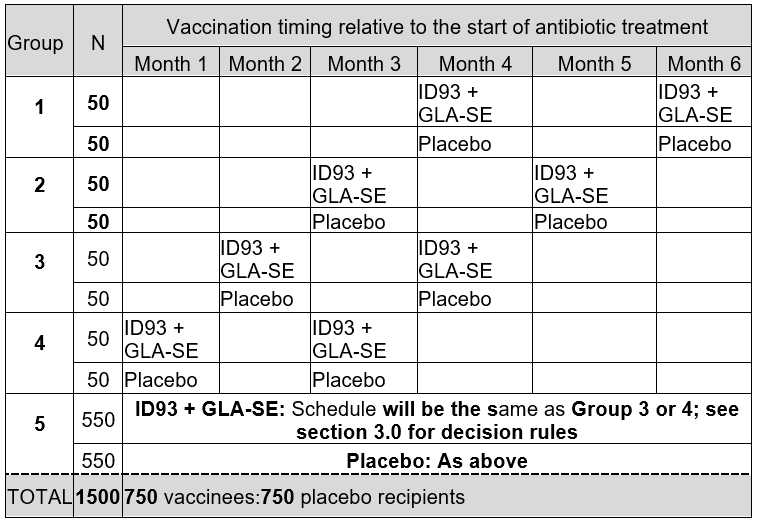 Group N Vaccination timing relative to the start of antibiotic treatment
Month 1 Month 2 Month 3 Month 4 Month 5 Month 6
1 50 ID93 + GLA-SE ID93 + GLA-SE
50 Placebo Placebo
2 50 ID93 + GLA-SE ID93 + GLA-SE
50 Placebo Placebo
3 50 ID93 + GLA-SE ID93 + GLA-SE
50 Placebo Placebo
4 50 ID93 + GLA-SE ID93 + GLA-SE
50 Placebo Placebo
5 550 ID93 + GLA-SE: Schedule will be the same as Group 3 or 4; see
section 3.0 for decision rules
550 Placebo: As above
TOTAL 1500 750 vaccinees:750 placebo recipients